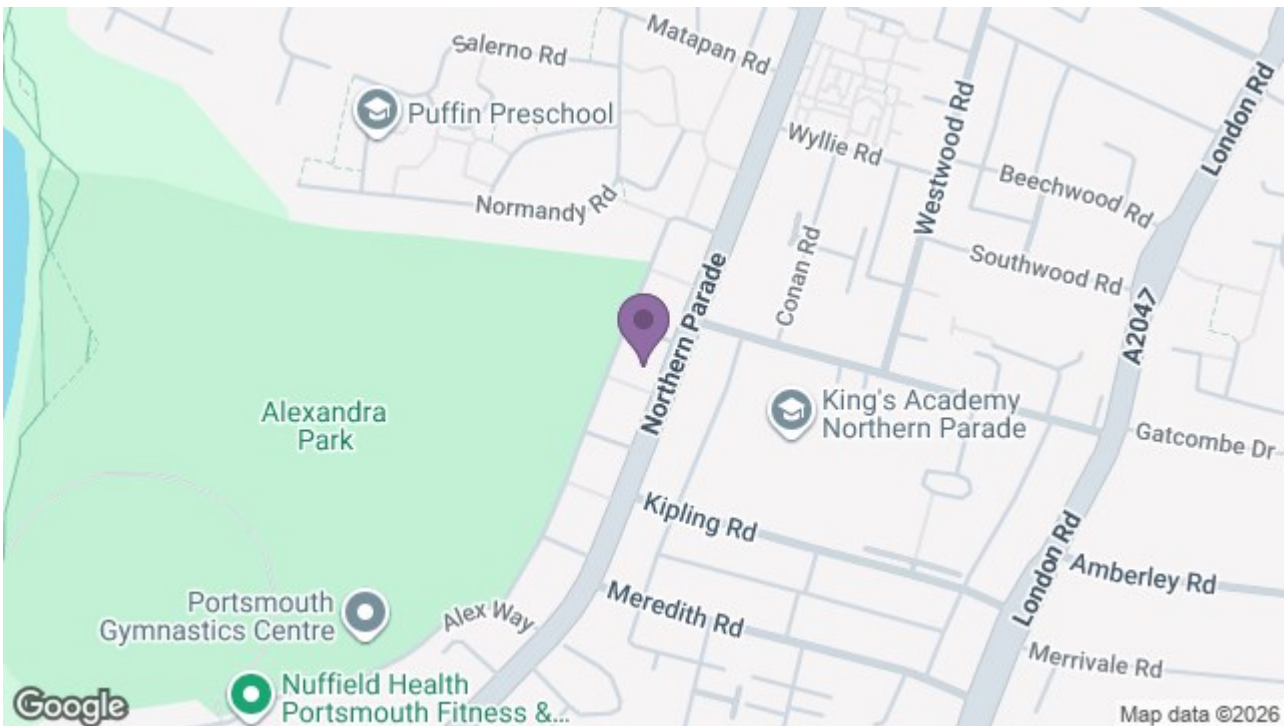 Salerno Rd
Matapan Rd
Puffin Preschool
Wyllie Rd
Westwood Rd
London Rd
Beechwood Rd
Normandy Rd
Southwood Rd
Conan Rd
Northern Parade
A2047
Alexandra
Park
King's Academy
Northern Parade
Gatcombe Dr
Kipling Rd
London Rd
Amberley Rd
Meredith Rd
Portsmouth
Gymnastics Centre
Alex Way
Merrivale Rd
Nuffield Health
Portsmouth Fitness &...
Google
Map data ©2026